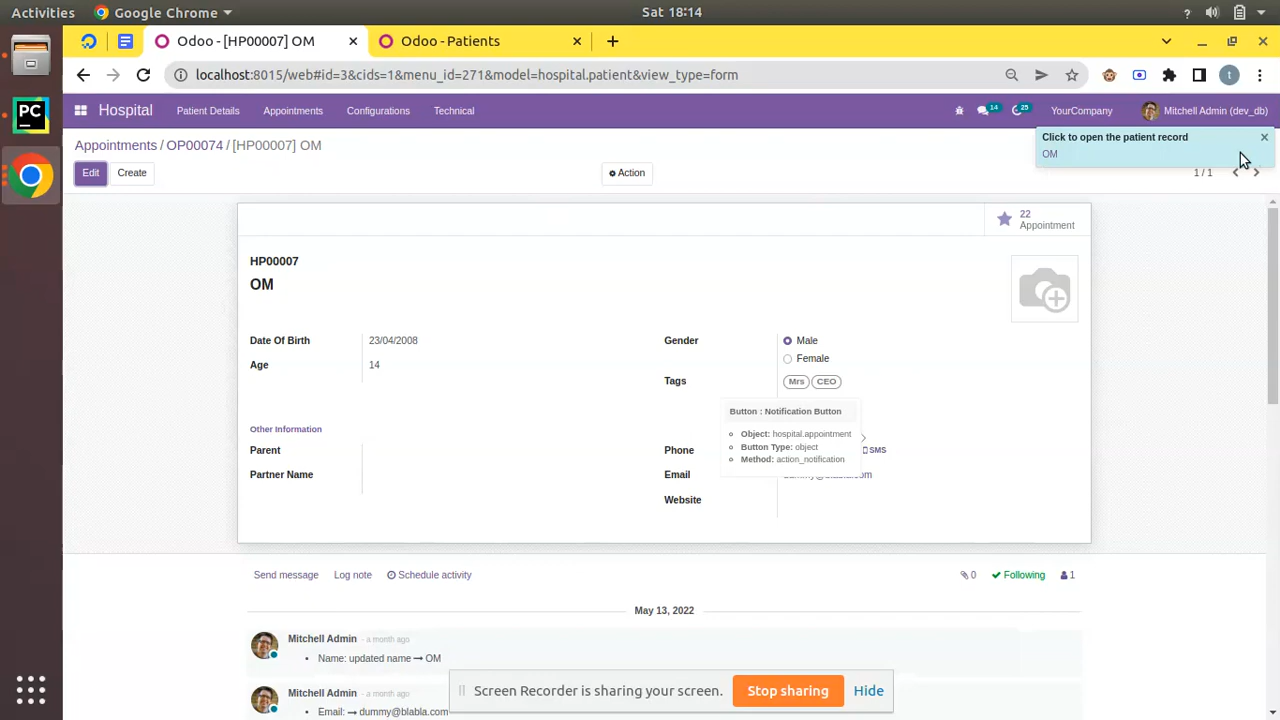 Activities Google Chrome Sat 18:14
Odoo - [HP00007] OM Odoo - Patients
localhost:8015/web#id=3&cids=1&menu_id=271&model=hospital.patient&view_type=form t
Hospital Patient Details Appointments Configurations Technical 14 25 YourCompany Mitchell Admin (dev_db)
Appointments / OP00074 / [HP00007] OM
Click to open the patient record
OM
Edit Create Action 1 / 1
22
Appointment
HP00007
OM
Date Of Birth 23/04/2008 Gender Male
Female
Age 14
Tags Mrs CEO
Button : Notification Button
Other Information
Object: hospital.appointment
Button Type: object
Method: action_notification
Parent Phone SMS
Partner Name Email dummy@blabla.com
Website
Send message Log note Schedule activity 0 Following 1
May 13, 2022
Mitchell Admin - a month ago
Name: updated name OM
Mitchell Admin - a month ago
Email: dummy@blabla.com
Screen Recorder is sharing your screen. Stop sharing Hide
PC